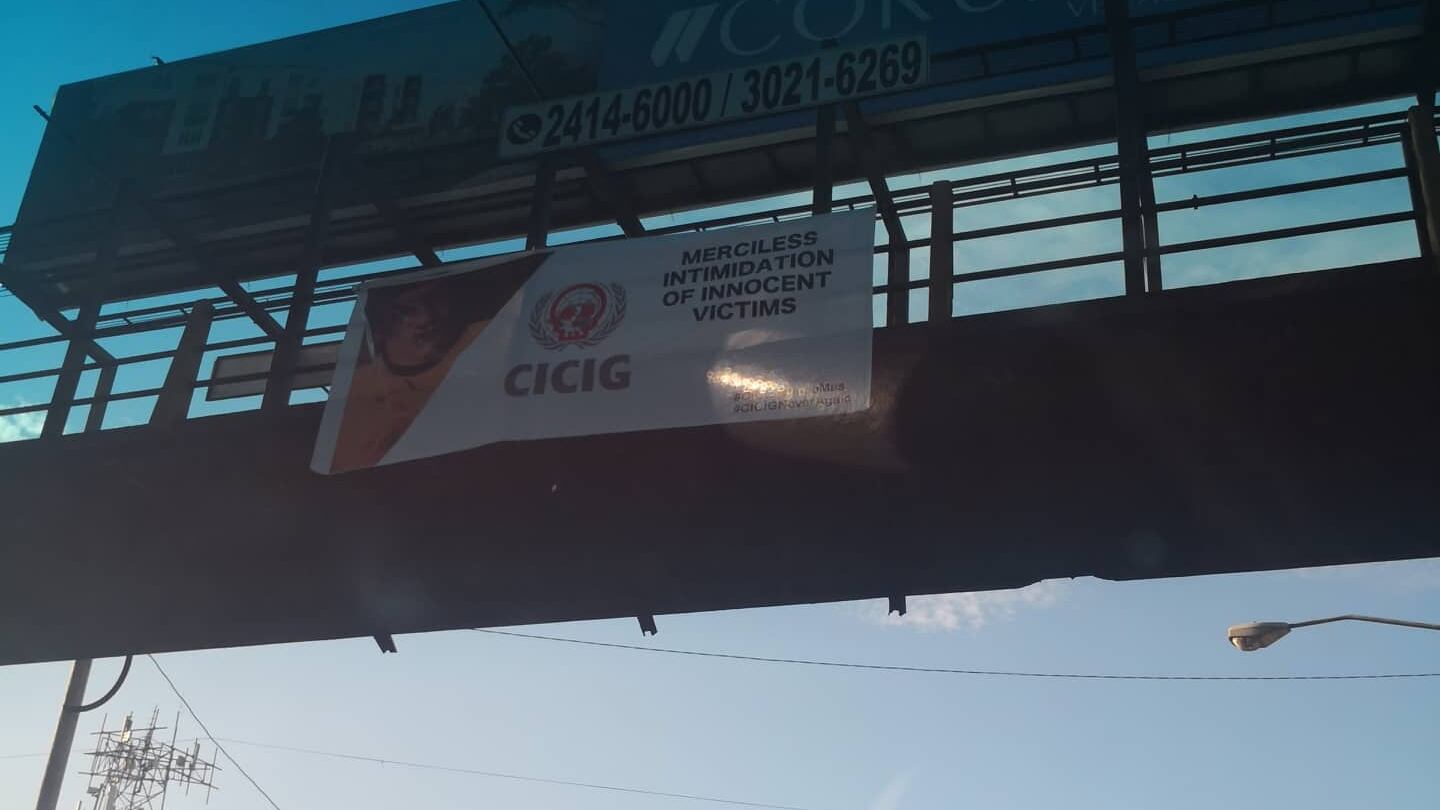 2414-6000 / 3021-6269
MERCILESS
INTIMIDATION
OF INNOCENT
VICTIMS
CICIG
#CICIGNeverAgain